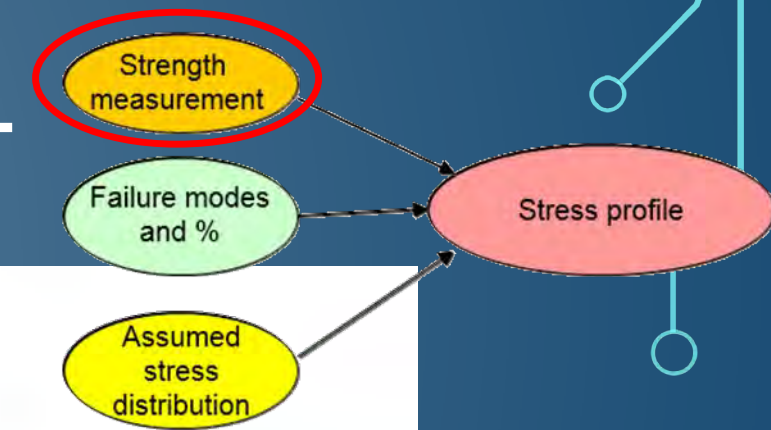 Strength
measurement
Failure modes
and %
Stress profile
Assumed
stress
distribution